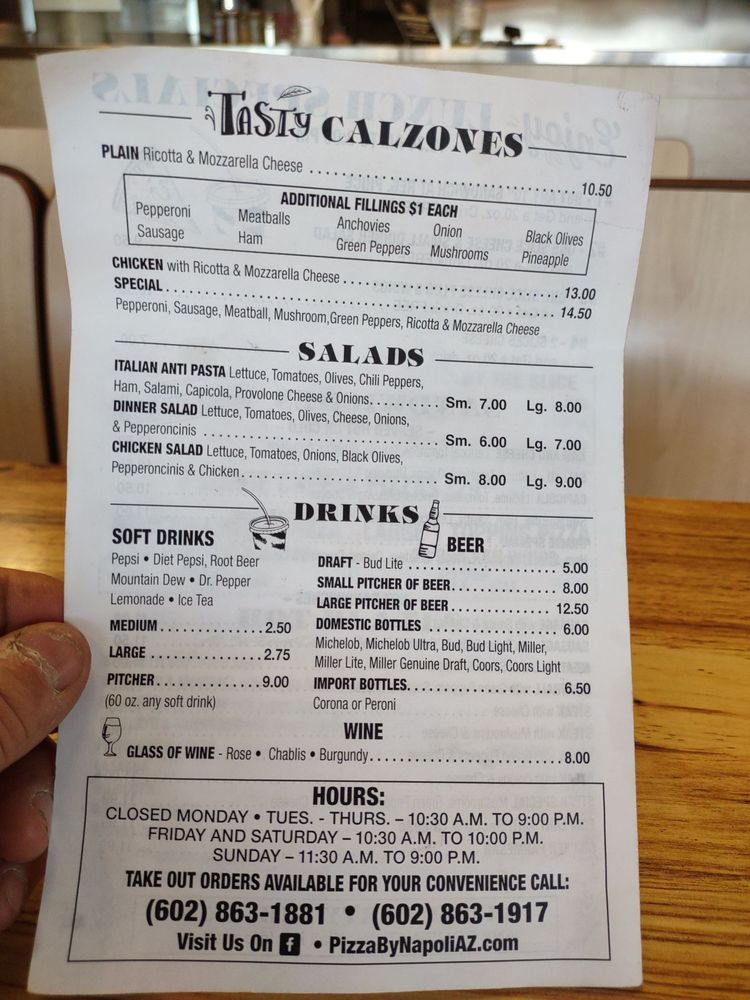 Tasty CALZONES
PLAIN Ricotta & Mozzarella Cheese 10.50
ADDITIONAL FILLINGS $1 EACH
Pepperoni Meatballs Anchovies Onion Black Olives
Sausage Ham Green Peppers Mushrooms Pineapple
CHICKEN with Ricotta & Mozzarella Cheese 13.00
SPECIAL 14.50
Pepperoni, Sausage, Meatball, Mushroom,Green Peppers, Ricotta & Mozzarella Cheese
SALADS
ITALIAN ANTI PASTA Lettuce, Tomatoes, Olives, Chili Peppers,
Ham, Salami, Capicola, Provolone Cheese & Onions. Sm. 7.00 Lg. 8.00
DINNER SALAD Lettuce, Tomatoes, Olives, Cheese, Onions,
& Pepperoncinis Sm. 6.00 Lg. 7.00
CHICKEN SALAD Lettuce, Tomatoes, Onions, Black Olives,
Pepperoncinis & Chicken Sm. 8.00 Lg. 9.00
DRINKS
SOFT DRINKS
Pepsi • Diet Pepsi, Root Beer
Mountain Dew • Dr. Pepper
Lemonade • Ice Tea
MEDIUM 2.50
LARGE 2.75
PITCHER 9.00
(60 oz. any soft drink)
BEER
DRAFT - Bud Lite 5.00
SMALL PITCHER OF BEER 8.00
LARGE PITCHER OF BEER 12.50
DOMESTIC BOTTLES 6.00
Michelob, Michelob Ultra, Bud, Bud Light, Miller,
Miller Lite, Miller Genuine Draft, Coors, Coors Light
IMPORT BOTTLES 6.50
Corona or Peroni
WINE
GLASS OF WINE - Rose • Chablis • Burgundy 8.00
HOURS:
CLOSED MONDAY • TUES. - THURS. – 10:30 A.M. TO 9:00 P.M.
FRIDAY AND SATURDAY – 10:30 A.M. TO 10:00 P.M.
SUNDAY – 11:30 A.M. TO 9:00 P.M.
TAKE OUT ORDERS AVAILABLE FOR YOUR CONVENIENCE CALL:
(602) 863-1881 • (602) 863-1917
Visit Us On f • PizzaByNapoliAZ.com